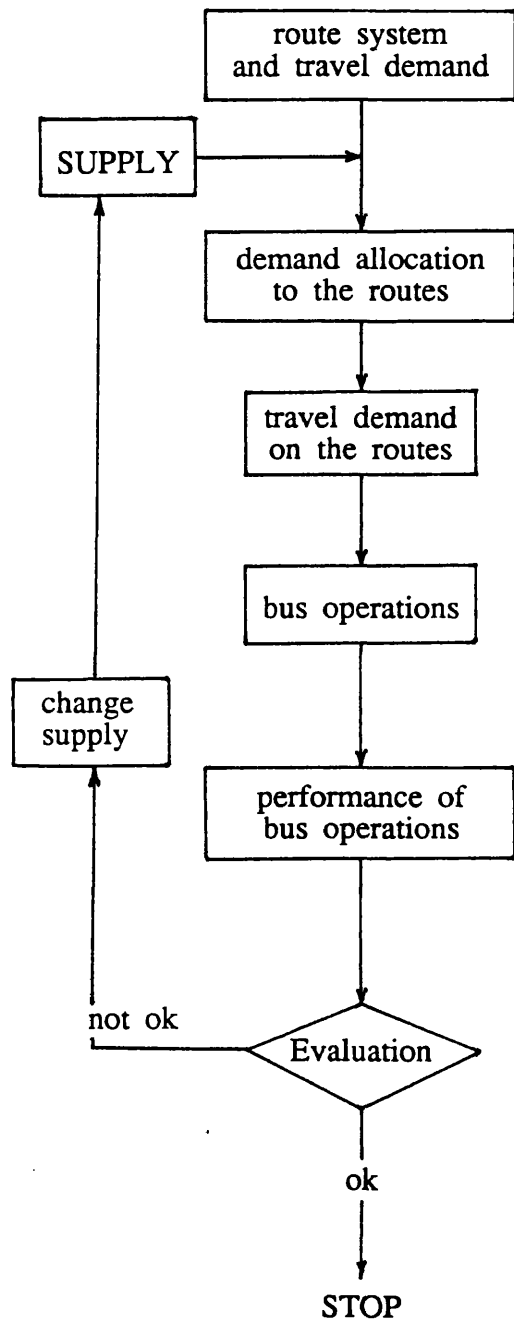 route system
and travel demand
SUPPLY
demand allocation
to the routes
travel demand
on the routes
bus operations
change
supply
performance of
bus operations
not ok
Evaluation
ok
STOP